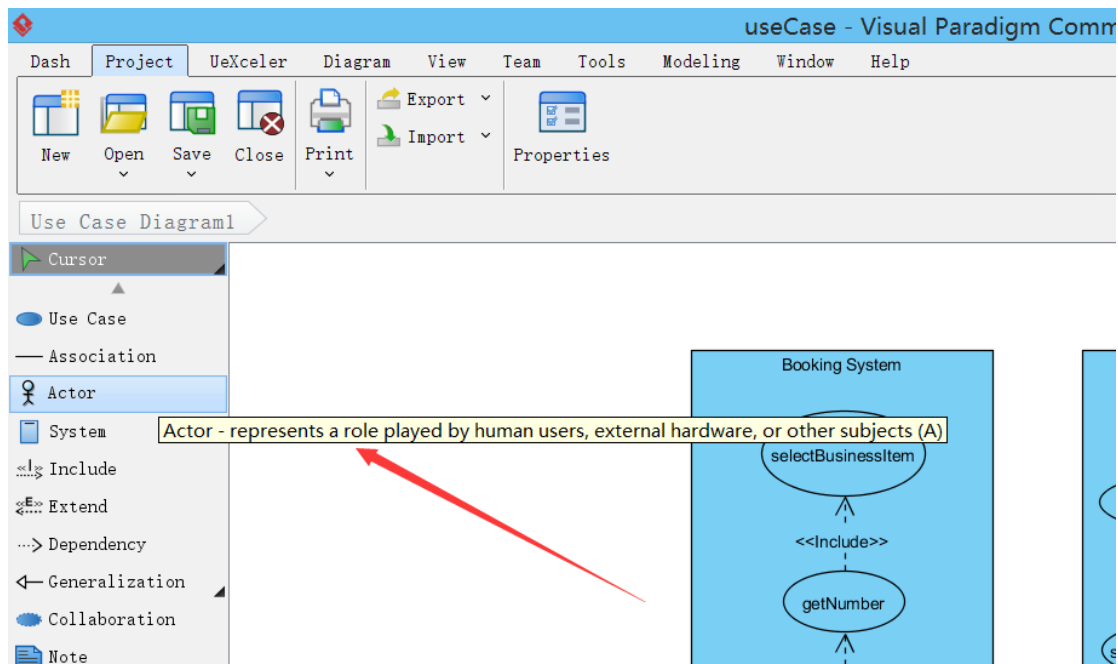 useCase - Visual Paradigm Comm
Dash Project UeXceler Diagram View Team Tools Modeling Window Help
New Open Save Close Print Export Import Properties
Use Case Diagram1
Cursor
Use Case
Association
Actor
System
Actor - represents a role played by human users, external hardware, or other subjects (A)
<<I>> Include
<<E>> Extend
Dependency
Generalization
Collaboration
Note
Booking System
selectBusinessItem
<<Include>>
getNumber
s